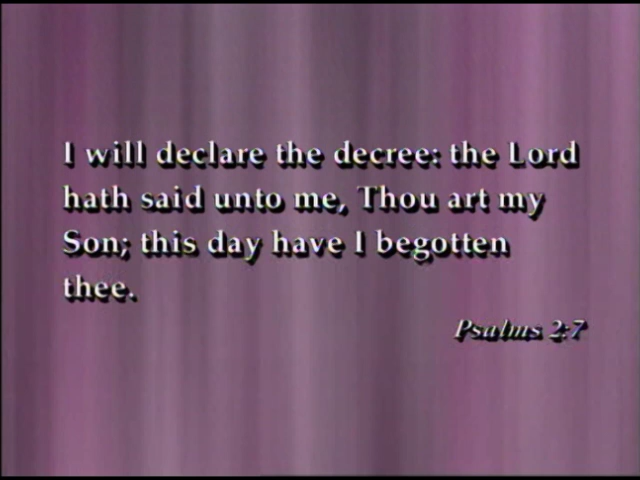 I will declare the decree: the Lord
hath said unto me, Thou art my
Son; this day have I begotten
thee.
Psalms 2:7